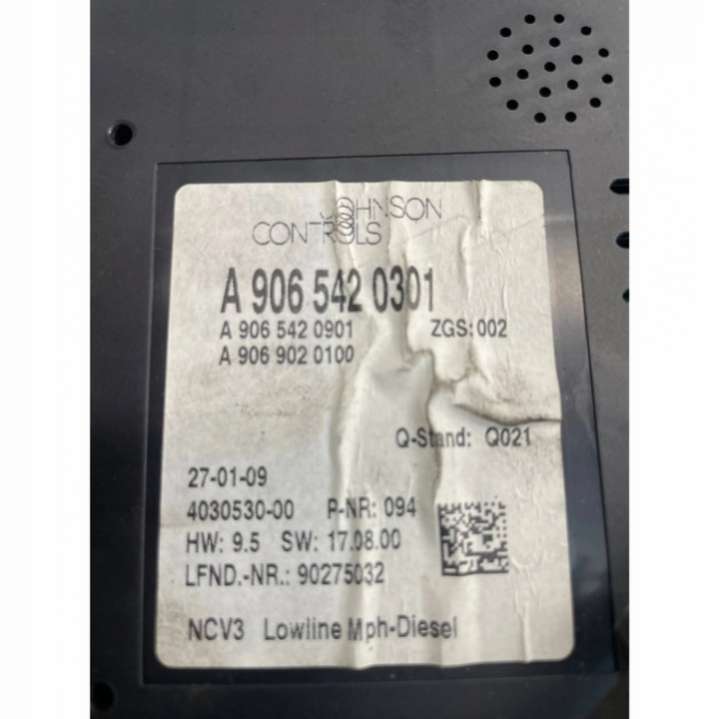 JOHNSON
CONTROLS
A 906 542 0301
A 906 542 0901 ZGS: 002
A 906 902 0100
Q-Stand: Q021
27-01-09
4030530-00 P-NR: 094
HW: 9.5 SW: 17.08.00
LFND.-NR.: 90275032
NCV3 Lowline Mph-Diesel